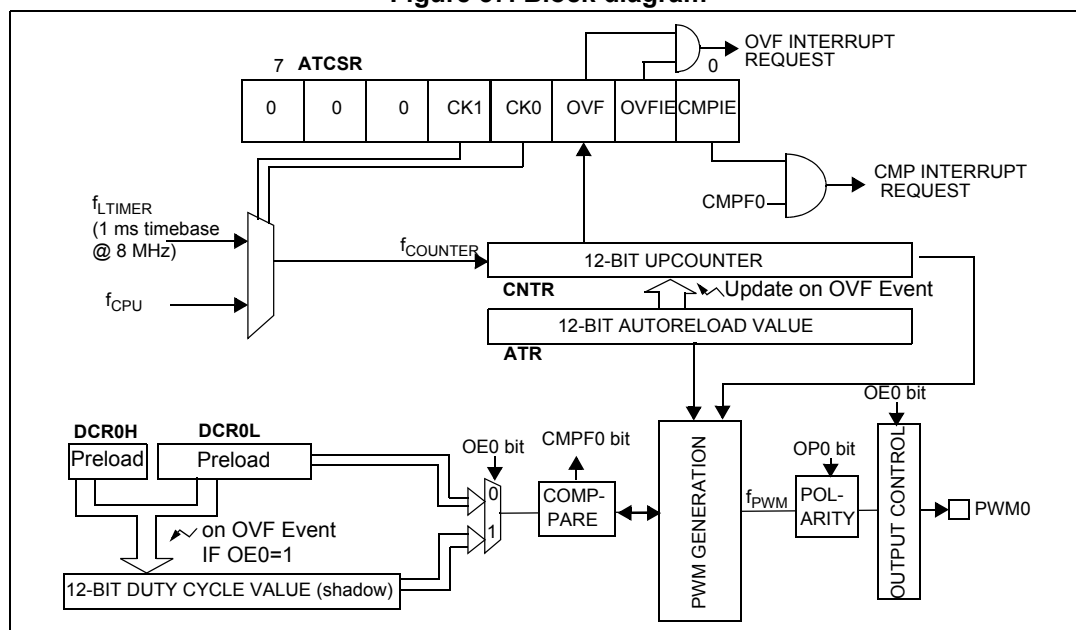 Figure 37. Block diagram
7 ATCSR 0
OVF INTERRUPT
REQUEST
0 0 0 CK1 CK0 OVF OVFIE CMPIE
CMP INTERRUPT
REQUEST
CMPF0
fLTIMER
(1 ms timebase
@ 8 MHz)
fCOUNTER
12-BIT UPCOUNTER
CNTR
Update on OVF Event
fCPU
12-BIT AUTORELOAD VALUE
ATR
OE0 bit
DCR0H DCR0L
Preload Preload
OE0 bit
CMPF0 bit
0
1
COMP-
PARE
PWM GENERATION
fPWM
OP0 bit
POL-
ARITY
OUTPUT CONTROL
PWM0
on OVF Event
IF OE0=1
12-BIT DUTY CYCLE VALUE (shadow)